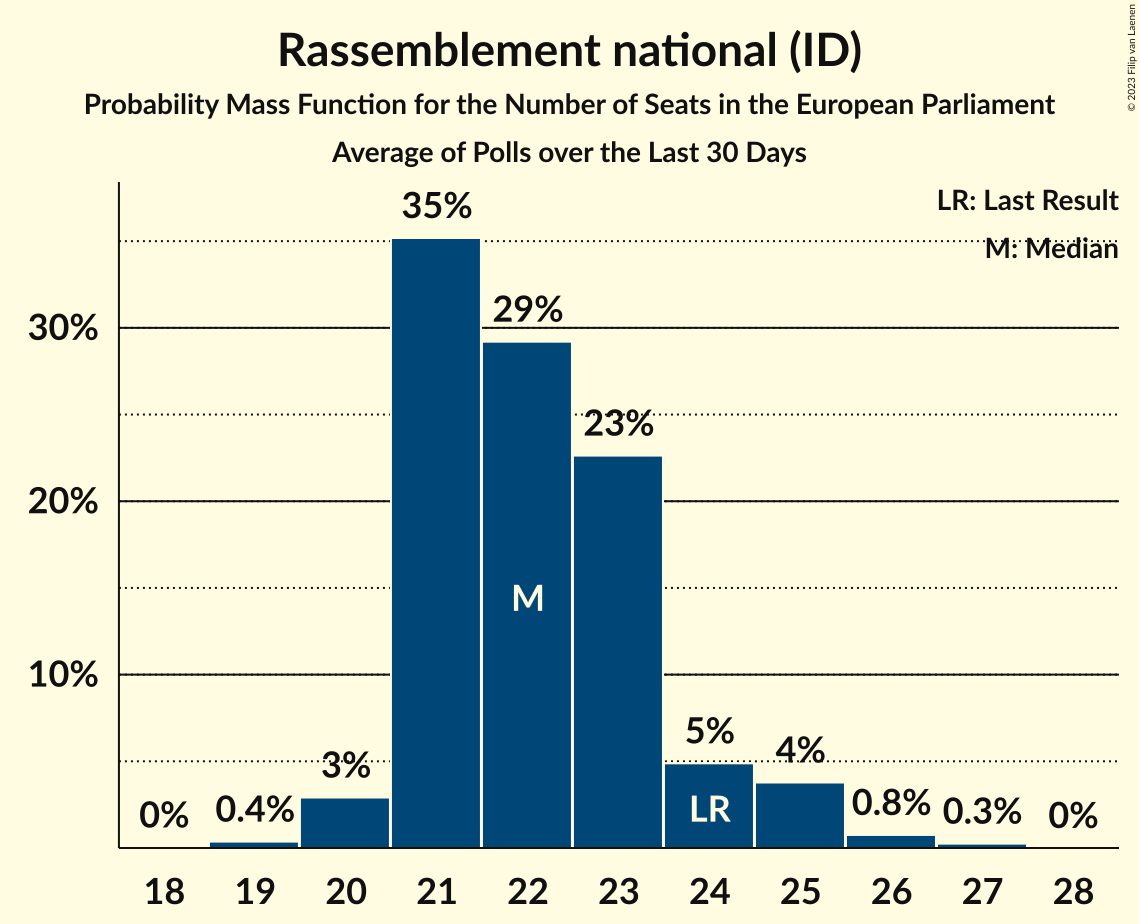 Rassemblement national (ID)
Probability Mass Function for the Number of Seats in the European Parliament
Average of Polls over the Last 30 Days
© 2023 Filip van Laenen
LR: Last Result
M: Median
30%
20%
10%
0%
0.4%
3%
35%
29%
23%
5%
4%
0.8%
0.3%
0%
M
LR
18 19 20 21 22 23 24 25 26 27 28